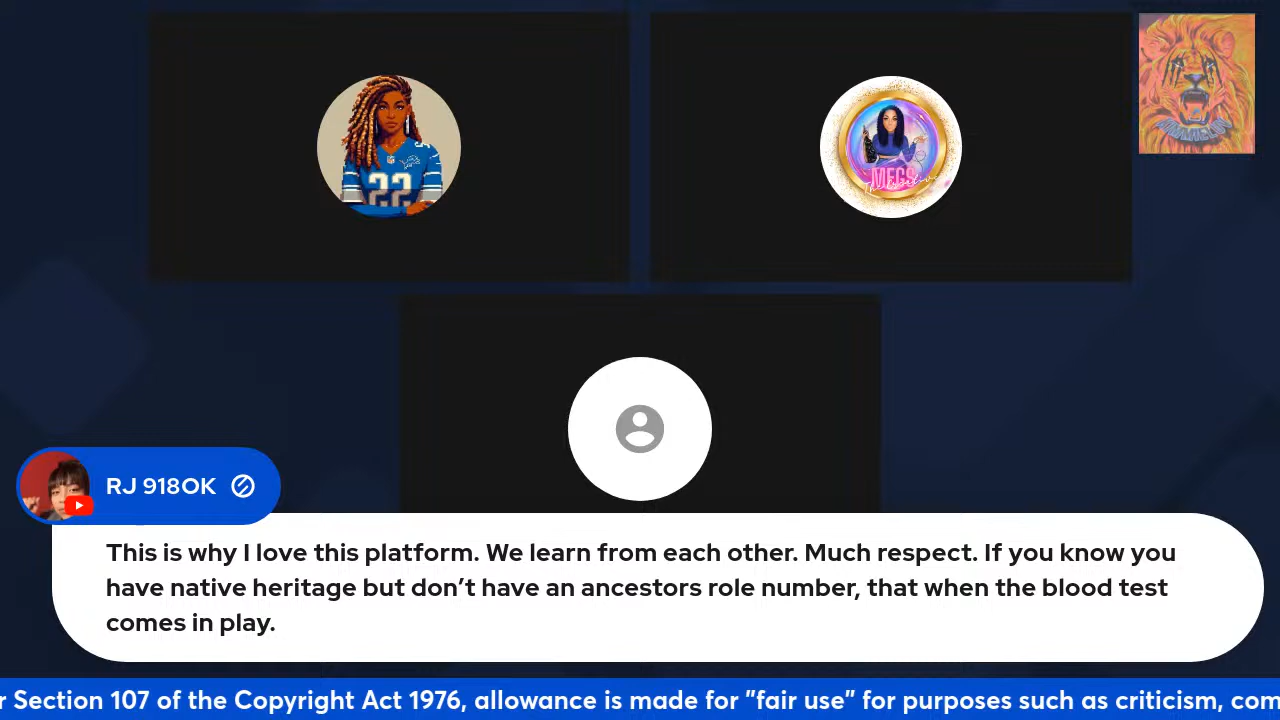 22
MEGS
RJ 918OK
This is why I love this platform. We learn from each other. Much respect. If you know you
have native heritage but don’t have an ancestors role number, that when the blood test
comes in play.
r Section 107 of the Copyright Act 1976, allowance is made for "fair use" for purposes such as criticism, com